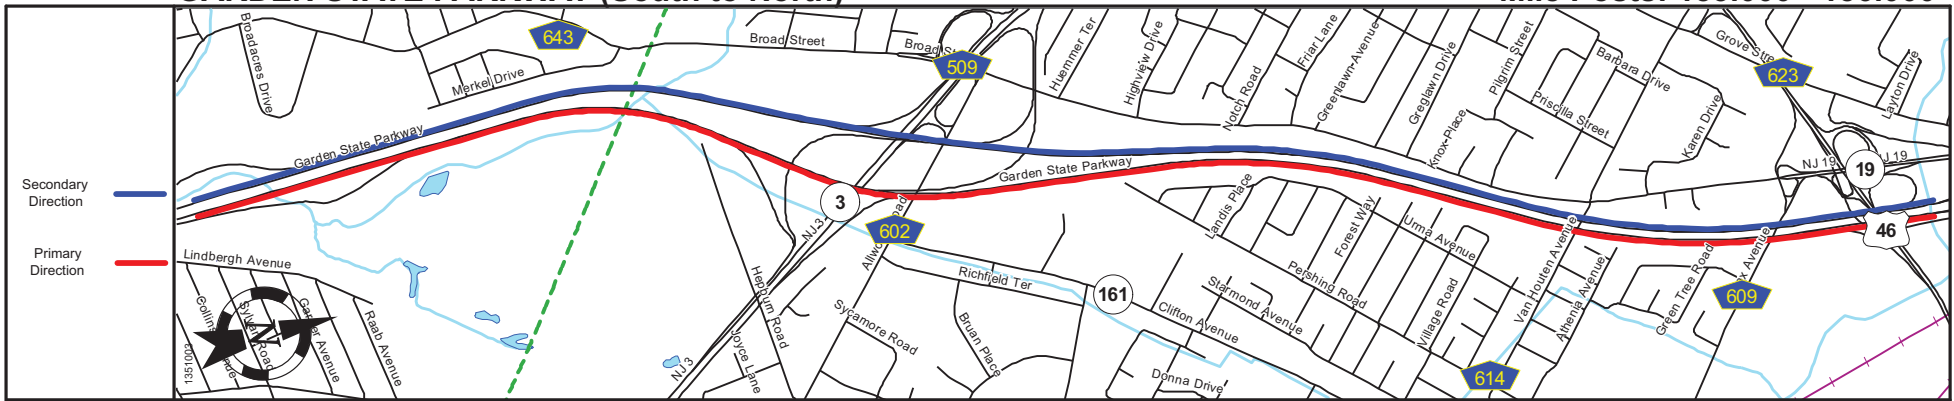 Secondary
Direction
Primary
Direction
Broadacres Drive
643
Merkel Drive
Broad Street
Broad
509
Garden State Parkway
Huemmer Ter
Highview Drive
Notch Road
Friar Lane
Greenlawn Avenue
Greglawn Drive
Knox Place
Pilgrim Street
Barbara Drive
Priscilla Street
Karen Drive
Grove
623
Layton Drive
NJ 19
J 19
19
46
Garden State Parkway
3
NJ 3
602
Richfield Ter
161
Clifton Avenue
Landis Place
Forest Way
Urma Avenue
Pershing Road
Starmond Avenue
Village Road
Van Houten Avenue
Athenia Avenue
Green Tree Road
Avenue
609
614
Lindbergh Avenue
Raab Avenue
Avenue
Road
1351003
N
Hepburn Road
Joyce Lane
NJ 3
Sycamore Road
Bruan Place
Donna Drive